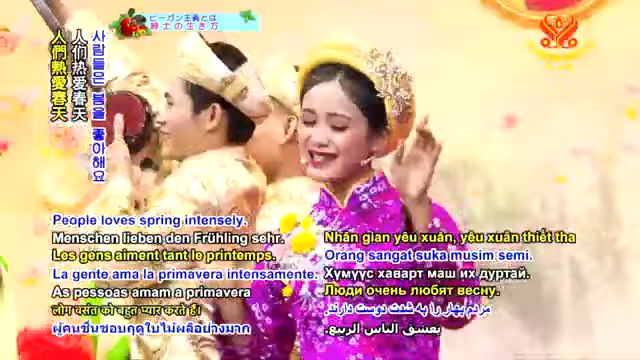 ビーガン主義とは
紳士の生き方
사람들은 봄을 좋아해요
人们热爱春天
人們熱愛春天
People loves spring intensely.
Menschen lieben den Frühling sehr.
Les gens aiment tant le printemps.
La gente ama la primavera intensamente.
As pessoas amam a primavera
लोग वसंत को बहुत प्यार करते हैं।
ผู้คนชื่นชอบฤดูใบไม้ผลิอย่างมาก
Nhân gian yêu xuân, yêu xuân thiết tha
Orang sangat suka musim semi.
Хүмүүс хаварт маш их дуртай.
Люди очень любят весну.
مردم بهار را به شدت دوست دارند.
يعشق الناس الربيع.